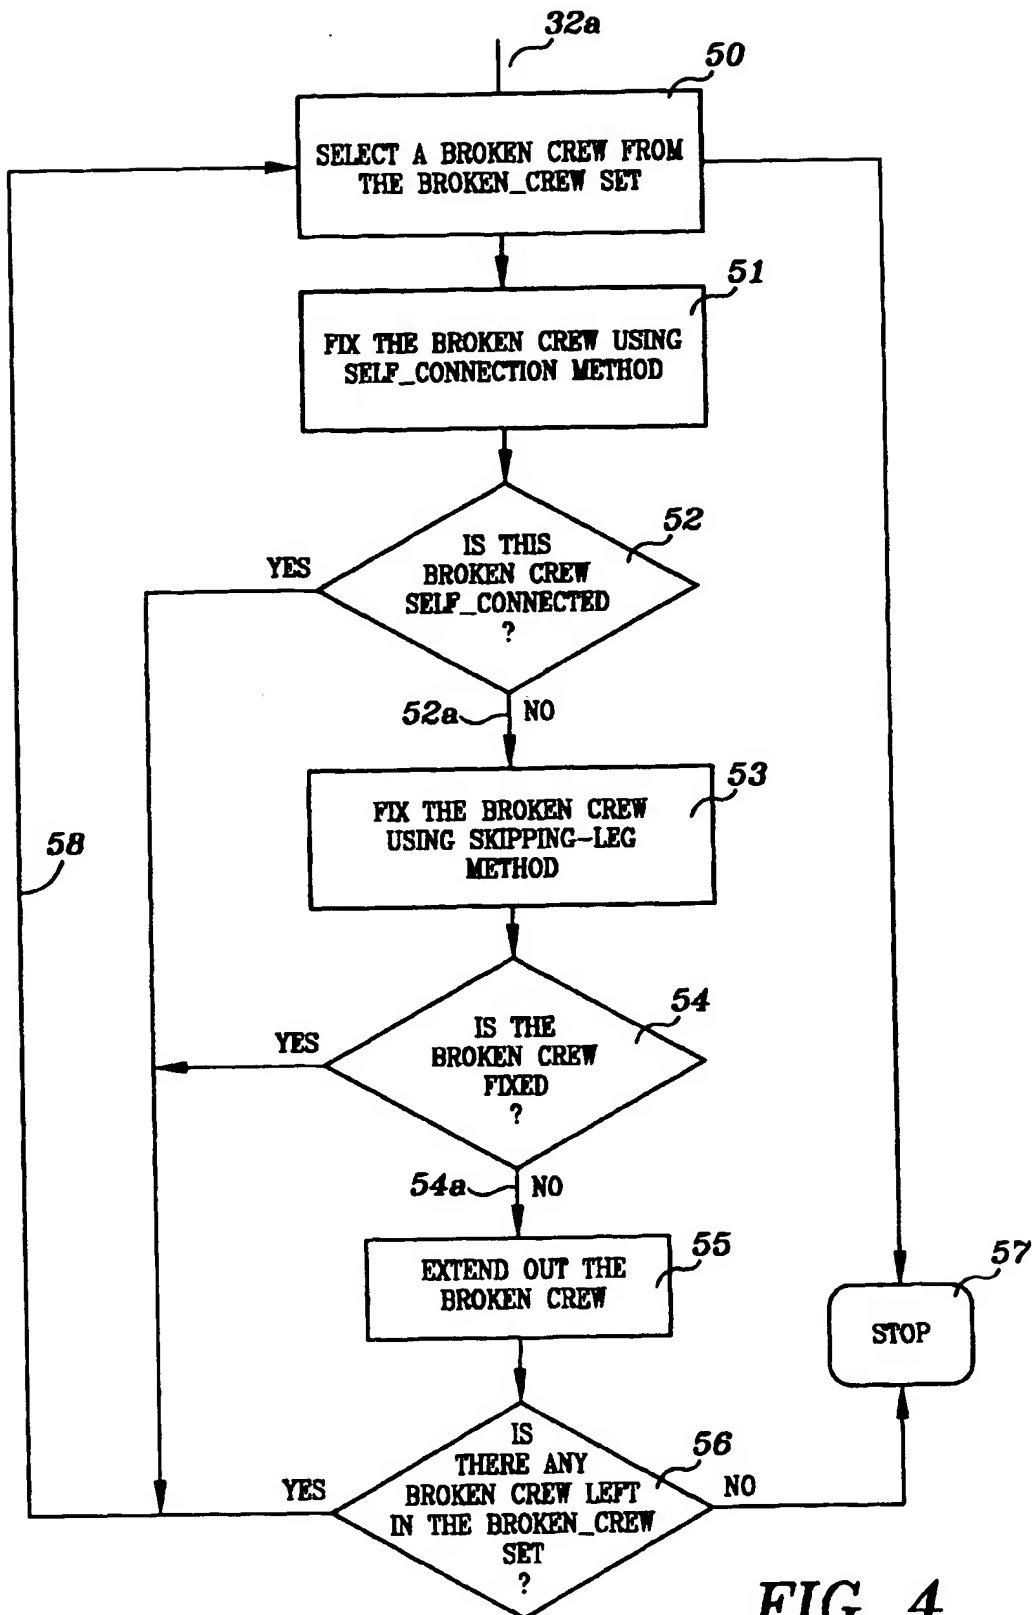 32a
50
SELECT A BROKEN CREW FROM
THE BROKEN_CREW SET
51
FIX THE BROKEN CREW USING
SELF_CONNECTION METHOD
52
IS THIS
BROKEN CREW
SELF_CONNECTED
?
YES
52a
NO
53
FIX THE BROKEN CREW
USING SKIPPING-LEG
METHOD
58
54
IS THE
BROKEN CREW
FIXED
?
YES
54a
NO
55
EXTEND OUT THE
BROKEN CREW
57
STOP
56
IS
THERE ANY
BROKEN CREW LEFT
IN THE BROKEN_CREW
SET
?
YES
NO
FIG. 4